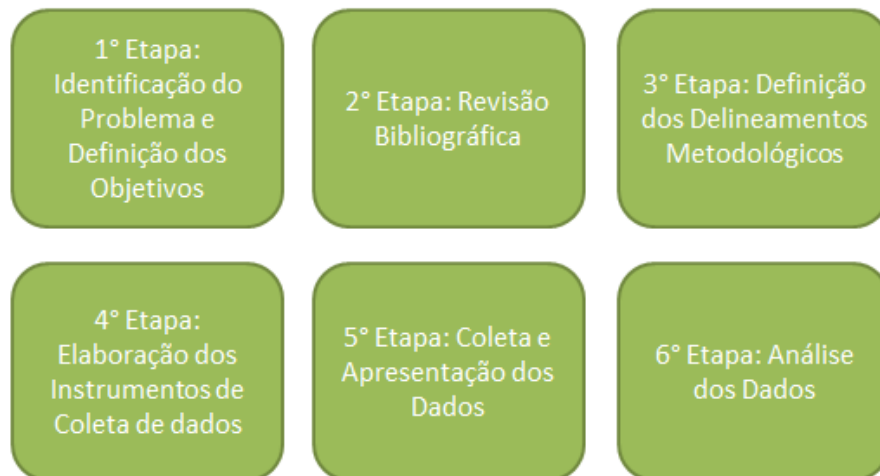 1° Etapa:
Identificação do
Problema e
Definição dos
Objetivos
2° Etapa: Revisão
Bibliográfica
3° Etapa: Definição
dos Delineamentos
Metodológicos
4° Etapa:
Elaboração dos
Instrumentos de
Coleta de dados
5° Etapa: Coleta e
Apresentação dos
Dados
6° Etapa: Análise
dos Dados